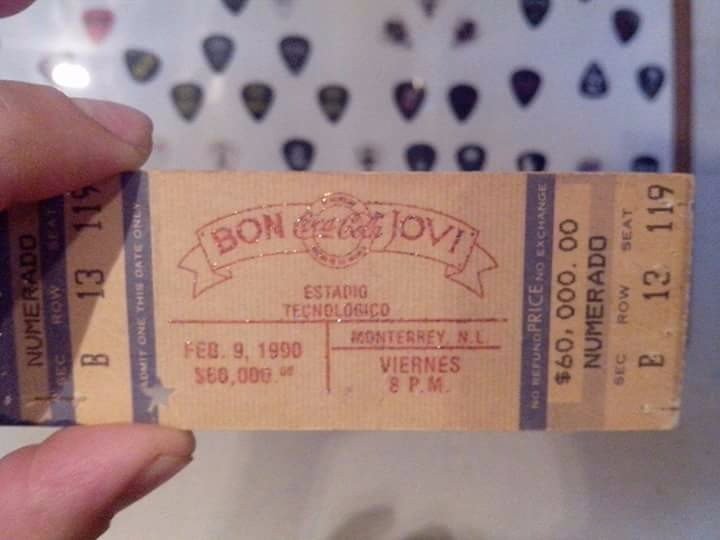 NUMERADO
SEC ROW SEAT
B 13 119
ADMIT ONE THIS DATE ONLY
BON Coca-Cola JOVI
ESTADIO
TECNOLOGICO
MONTERREY, N.L.
FEB. 9, 1990
$60,000.00
VIERNES
8 P.M.
NO REFUND PRICE NO EXCHANGE
$60,000.00
NUMERADO
SEC ROW SEAT
B 13 119